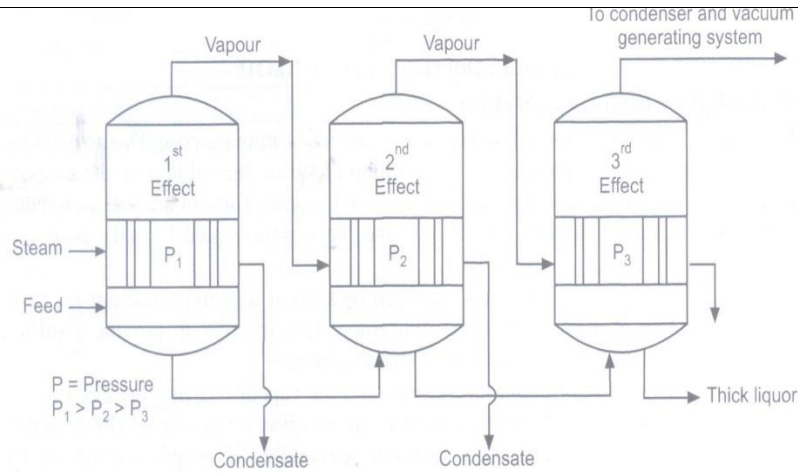 To condenser and vacuum
generating system
Vapour
Vapour
1st
Effect
2nd
Effect
3rd
Effect
Steam
P1
P2
P3
Feed
P = Pressure
P1 > P2 > P3
Thick liquor
Condensate
Condensate